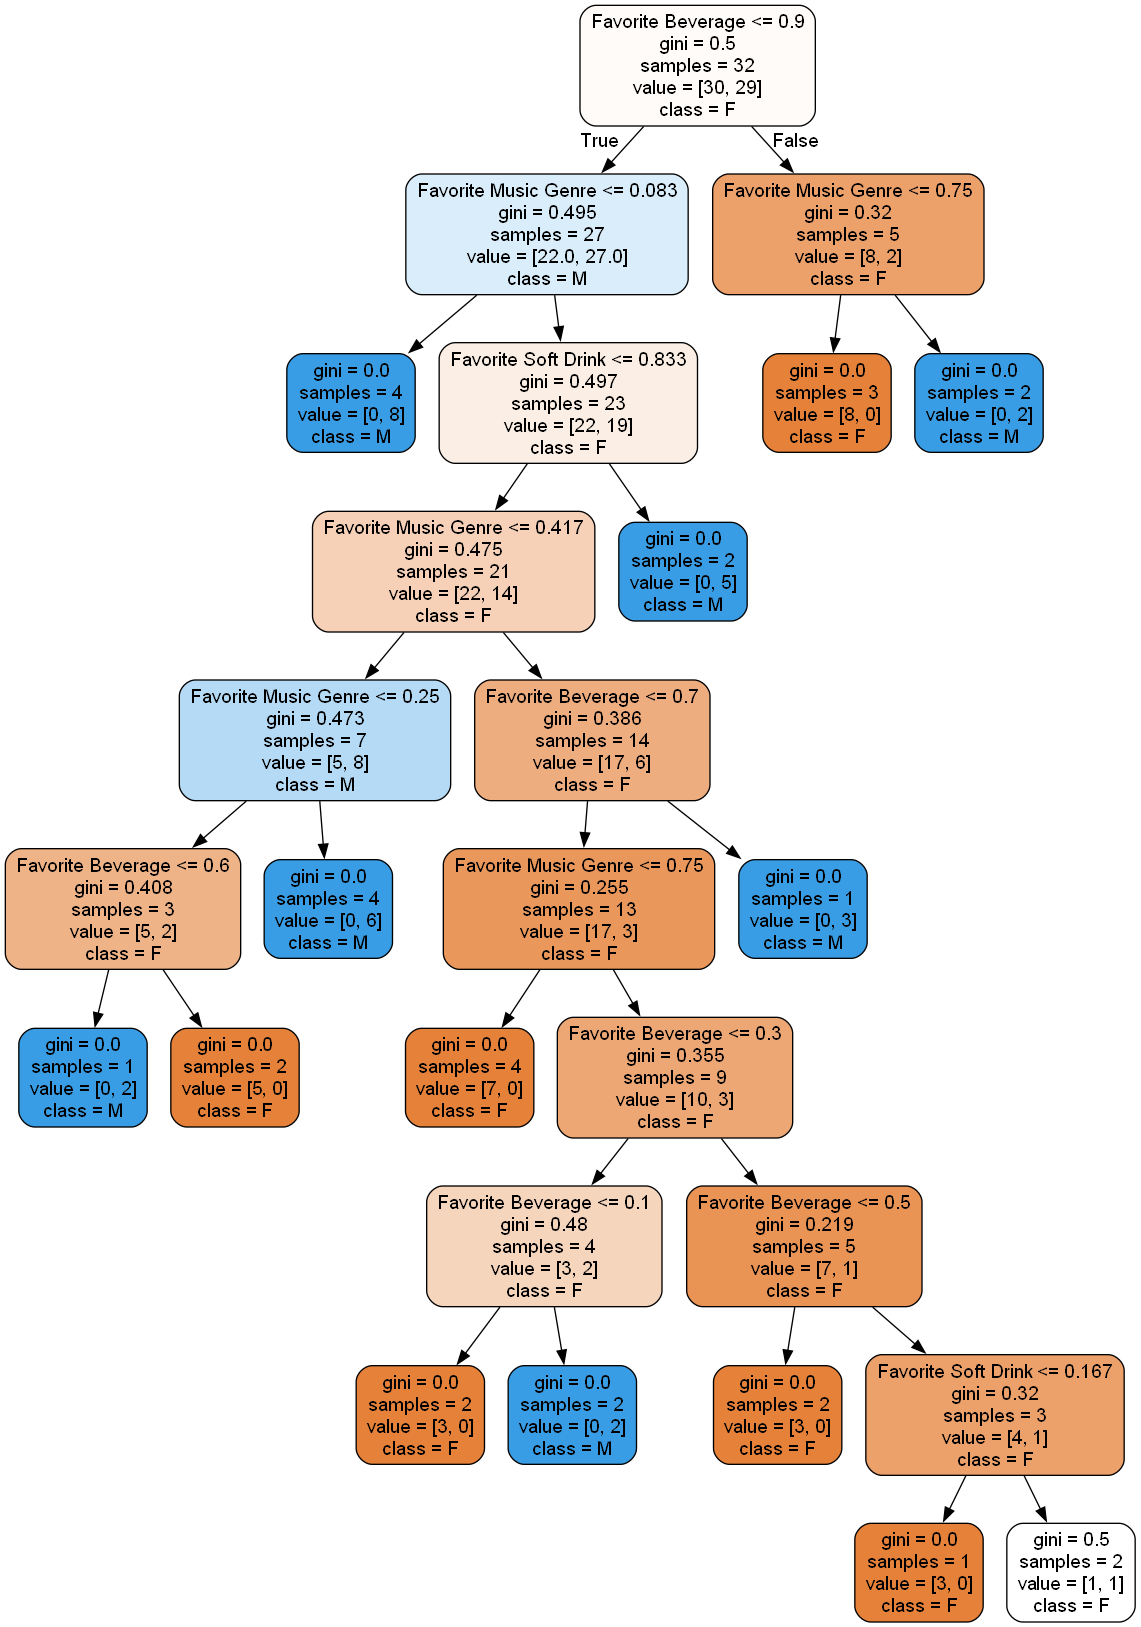 Favorite Beverage <= 0.9
gini = 0.5
samples = 32
value = [30, 29]
class = F
True
False
Favorite Music Genre <= 0.083
gini = 0.495
samples = 27
value = [22.0, 27.0]
class = M
Favorite Music Genre <= 0.75
gini = 0.32
samples = 5
value = [8, 2]
class = F
gini = 0.0
samples = 4
value = [0, 8]
class = M
Favorite Soft Drink <= 0.833
gini = 0.497
samples = 23
value = [22, 19]
class = F
gini = 0.0
samples = 3
value = [8, 0]
class = F
gini = 0.0
samples = 2
value = [0, 2]
class = M
Favorite Music Genre <= 0.417
gini = 0.475
samples = 21
value = [22, 14]
class = F
gini = 0.0
samples = 2
value = [0, 5]
class = M
Favorite Music Genre <= 0.25
gini = 0.473
samples = 7
value = [5, 8]
class = M
Favorite Beverage <= 0.7
gini = 0.386
samples = 14
value = [17, 6]
class = F
Favorite Beverage <= 0.6
gini = 0.408
samples = 3
value = [5, 2]
class = F
gini = 0.0
samples = 4
value = [0, 6]
class = M
Favorite Music Genre <= 0.75
gini = 0.255
samples = 13
value = [17, 3]
class = F
gini = 0.0
samples = 1
value = [0, 3]
class = M
gini = 0.0
samples = 1
value = [0, 2]
class = M
gini = 0.0
samples = 2
value = [5, 0]
class = F
gini = 0.0
samples = 4
value = [7, 0]
class = F
Favorite Beverage <= 0.3
gini = 0.355
samples = 9
value = [10, 3]
class = F
Favorite Beverage <= 0.1
gini = 0.48
samples = 4
value = [3, 2]
class = F
Favorite Beverage <= 0.5
gini = 0.219
samples = 5
value = [7, 1]
class = F
gini = 0.0
samples = 2
value = [3, 0]
class = F
gini = 0.0
samples = 2
value = [0, 2]
class = M
gini = 0.0
samples = 2
value = [3, 0]
class = F
Favorite Soft Drink <= 0.167
gini = 0.32
samples = 3
value = [4, 1]
class = F
gini = 0.0
samples = 1
value = [3, 0]
class = F
gini = 0.5
samples = 2
value = [1, 1]
class = F